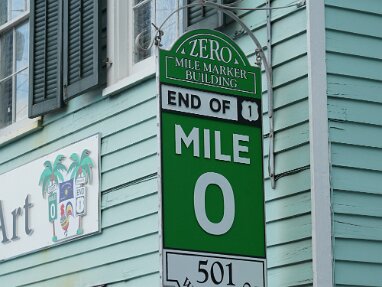 ZERO
MILE MARKER
BUILDING
END OF 1
MILE
0
501
Art